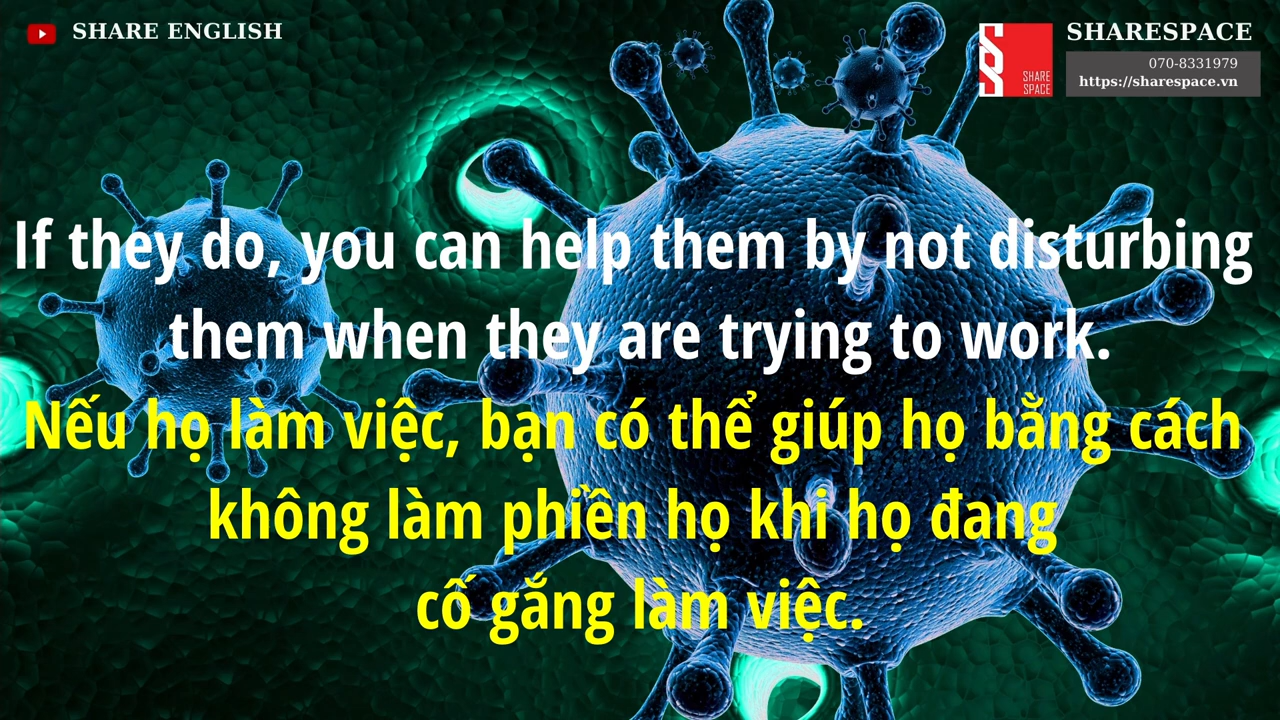 SHARE ENGLISH
SHARESPACE
070-8331979
https://sharespace.vn
SHARE
SPACE
If they do, you can help them by not disturbing
them when they are trying to work.
Nếu họ làm việc, bạn có thể giúp họ bằng cách
không làm phiền họ khi họ đang
cố gắng làm việc.